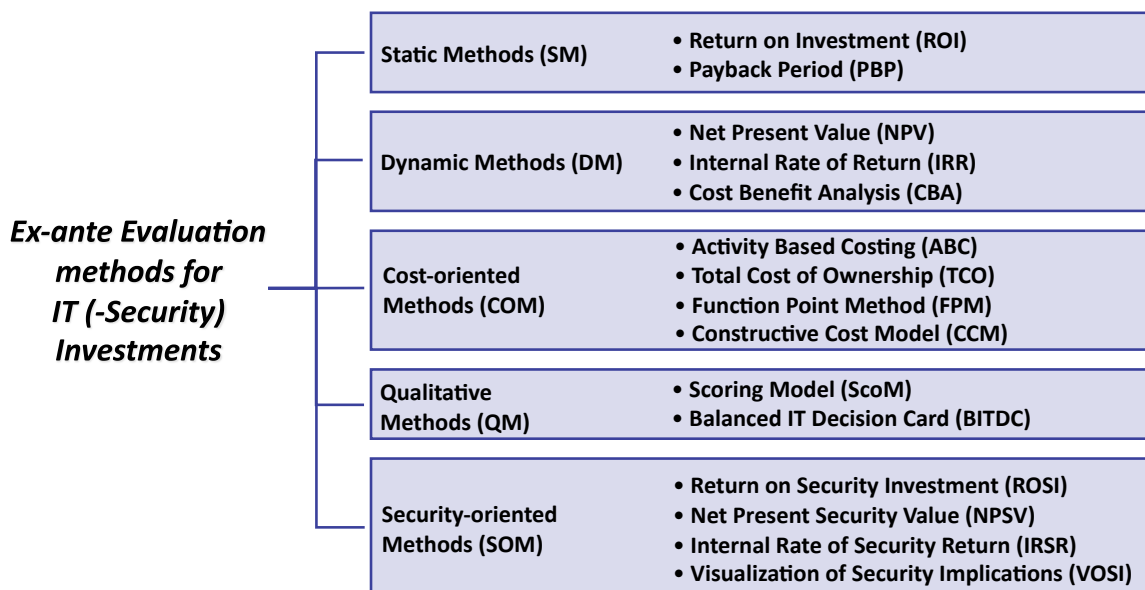 Ex-ante Evaluation
methods for
IT (-Security)
Investments
Static Methods (SM)
• Return on Investment (ROI)
• Payback Period (PBP)
Dynamic Methods (DM)
• Net Present Value (NPV)
• Internal Rate of Return (IRR)
• Cost Benefit Analysis (CBA)
Cost-oriented
Methods (COM)
• Activity Based Costing (ABC)
• Total Cost of Ownership (TCO)
• Function Point Method (FPM)
• Constructive Cost Model (CCM)
Qualitative
Methods (QM)
• Scoring Model (ScoM)
• Balanced IT Decision Card (BITDC)
Security-oriented
Methods (SOM)
• Return on Security Investment (ROSI)
• Net Present Security Value (NPSV)
• Internal Rate of Security Return (IRSR)
• Visualization of Security Implications (VOSI)